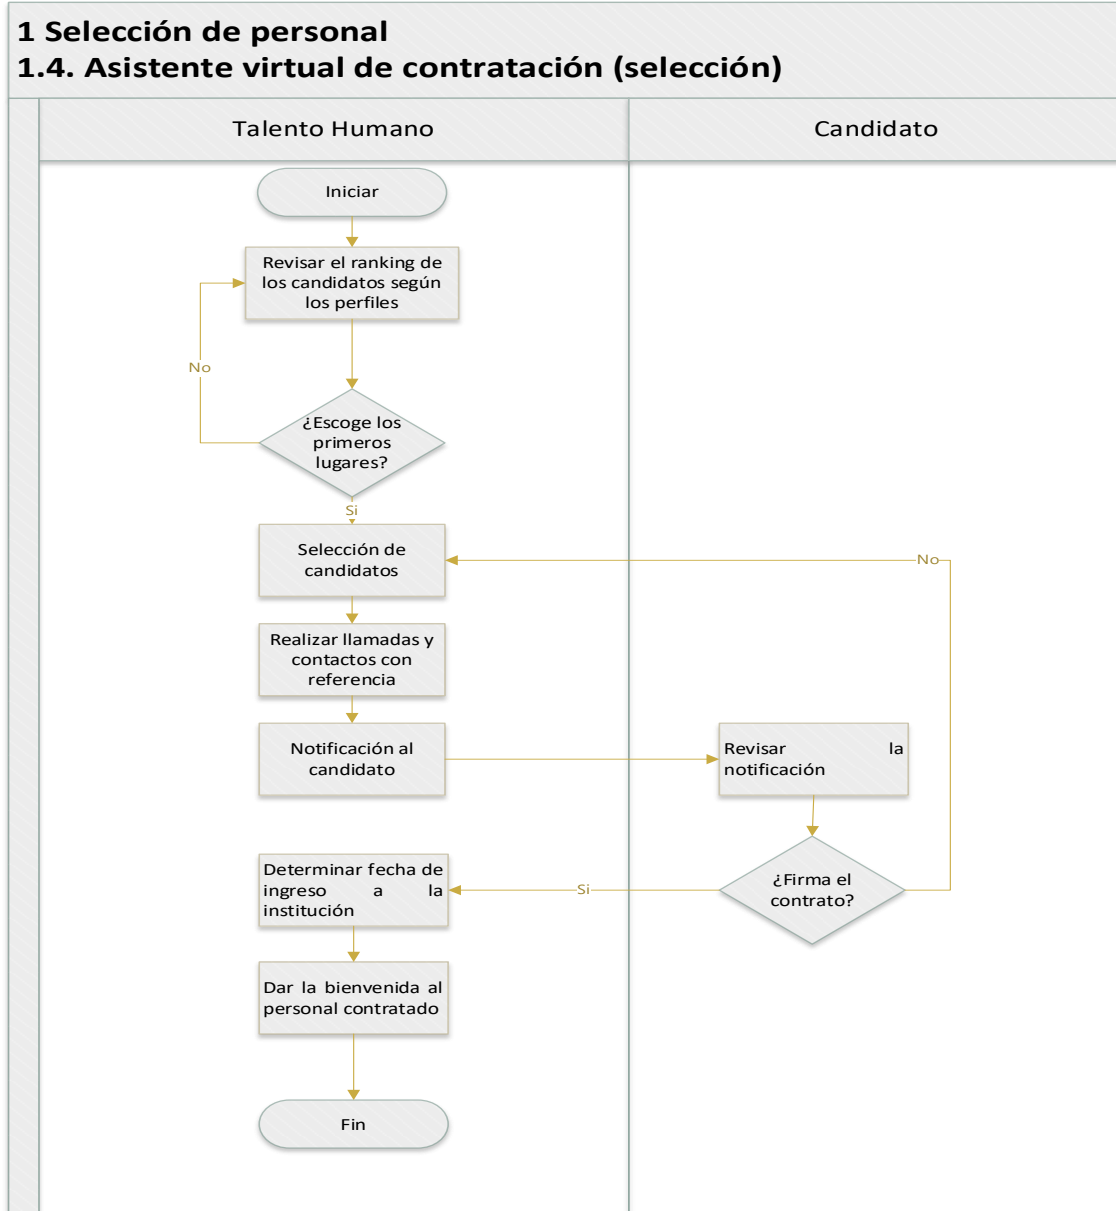 1 Selección de personal
1.4. Asistente virtual de contratación (selección)
Talento Humano
Candidato
Iniciar
Revisar el ranking de
los candidatos según
los perfiles
No
¿Escoge los
primeros
lugares?
Si
Selección de
candidatos
No
Realizar llamadas y
contactos con
referencia
Notificación al
candidato
Revisar la
notificación
¿Firma el
contrato?
Si
Determinar fecha de
ingreso a la
institución
Dar la bienvenida al
personal contratado
Fin